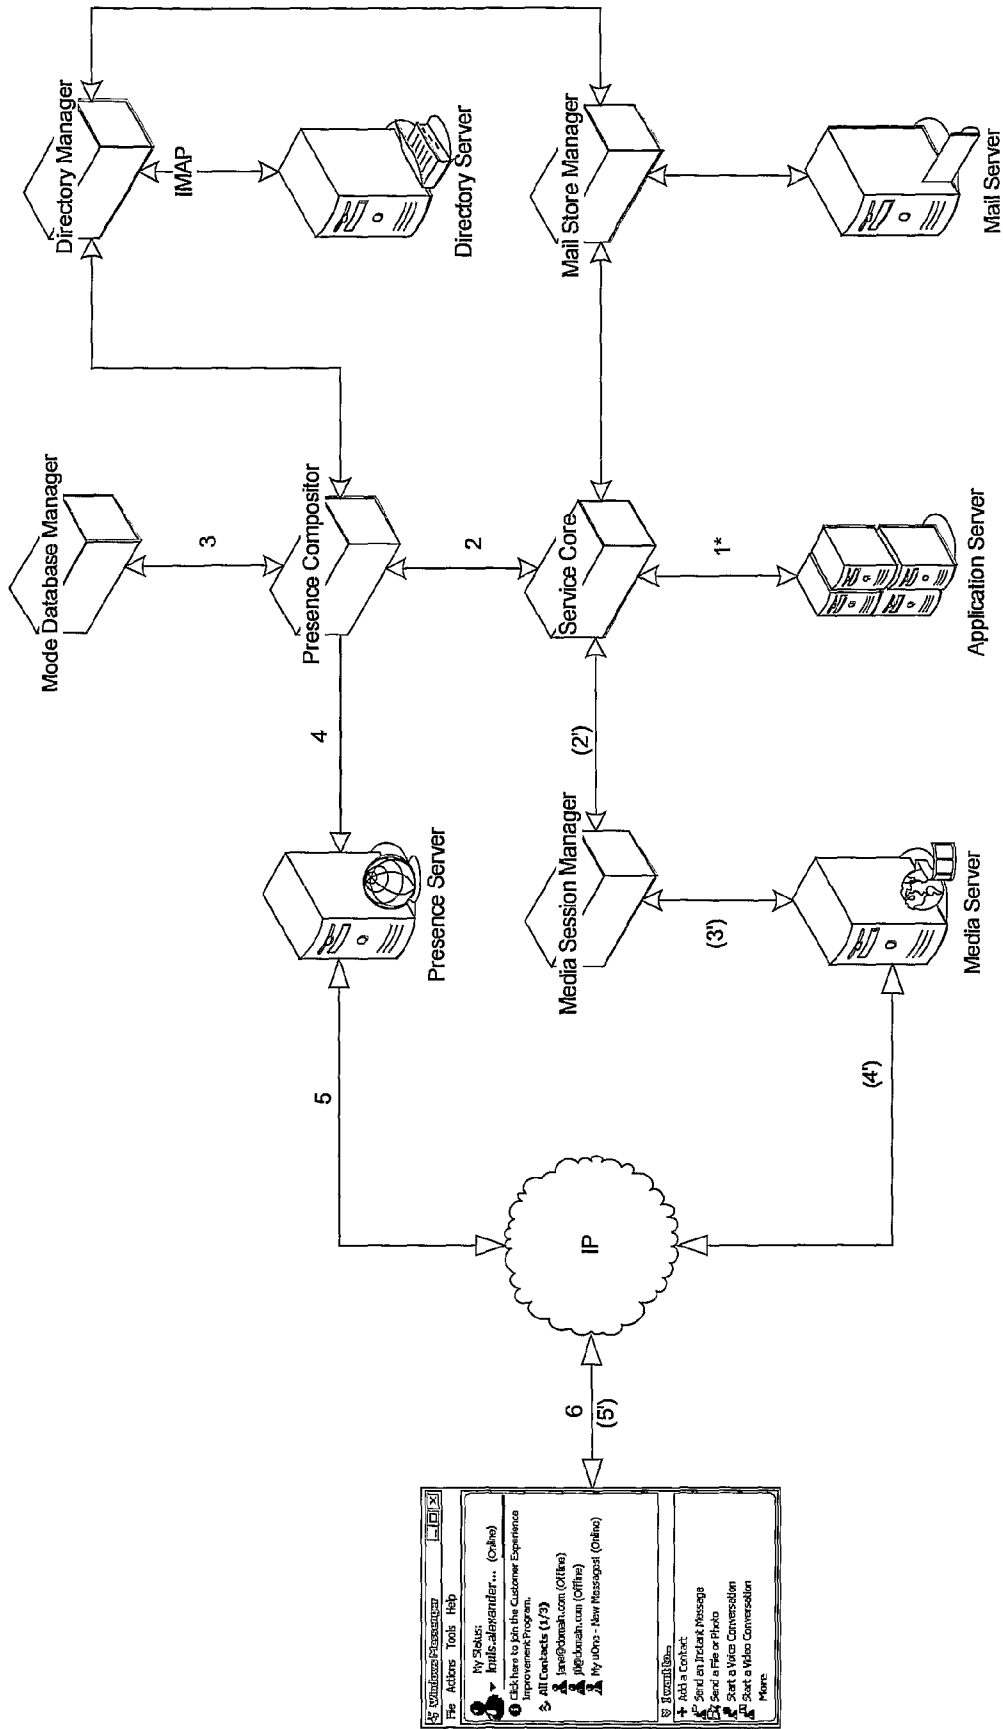 Windows Messenger
File Actions Tools Help
My Status:
louis.alexander... (Online)
Click here to join the Customer Experience
Improvement Program.
All Contacts (1/3)
jane@domain.com (Offline)
(Offline)
My uOne - New Messages! (Online)
I want to...
Add a Contact
Send an Instant Message
Send a File or Photo
Start a Voice Conversation
Start a Video Conversation
More
6
(5')
IP
5
(4')
Presence Server
Media Session Manager
(3')
Media Server
4
(2')
Mode Database Manager
3
Presence Compositor
2
Service Core
1*
Application Server
Directory Manager
IMAP
Directory Server
Mail Store Manager
Mail Server